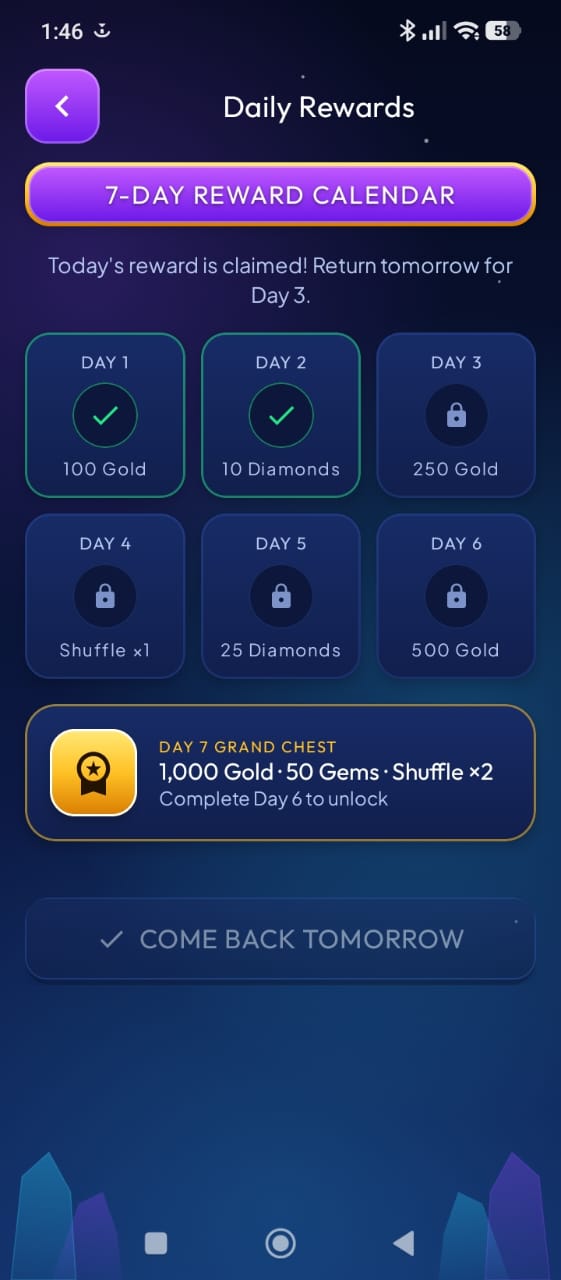 1:46
58
Daily Rewards
7-DAY REWARD CALENDAR
Today's reward is claimed! Return tomorrow for
Day 3.
DAY 1
100 Gold
DAY 2
10 Diamonds
DAY 3
250 Gold
DAY 4
Shuffle ×1
DAY 5
25 Diamonds
DAY 6
500 Gold
DAY 7 GRAND CHEST
1,000 Gold · 50 Gems · Shuffle ×2
Complete Day 6 to unlock
COME BACK TOMORROW